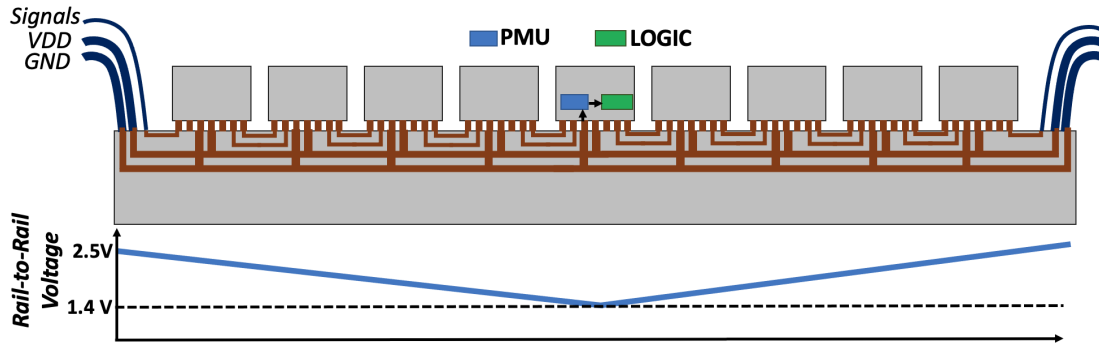 Signals
VDD
GND
PMU
LOGIC
Rail-to-Rail
Voltage
2.5V
1.4 V